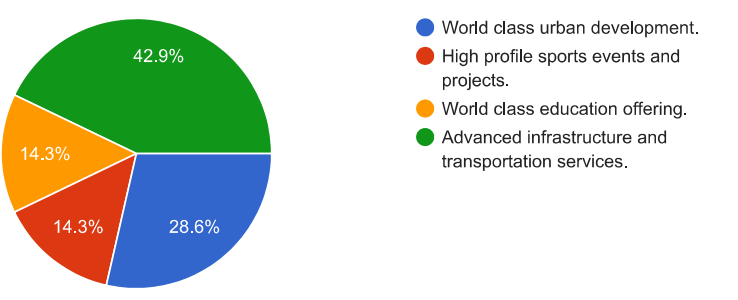 42.9%
14.3%
14.3%
28.6%
World class urban development.
High profile sports events and
projects.
World class education offering.
Advanced infrastructure and
transportation services.